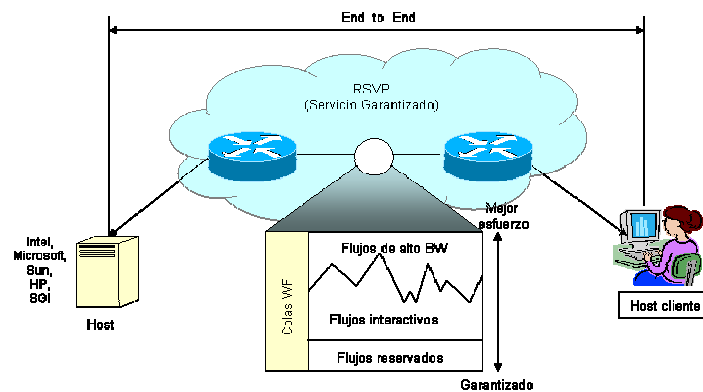 End to End
RSVP
(Servicio Garantizado)
Mejor
esfuerzo
Intel,
Microsoft,
Sun,
HP,
SGI
Host
Colas WF
Flujos de alto BW
Flujos interactivos
Flujos reservados
Host cliente
Garantizado